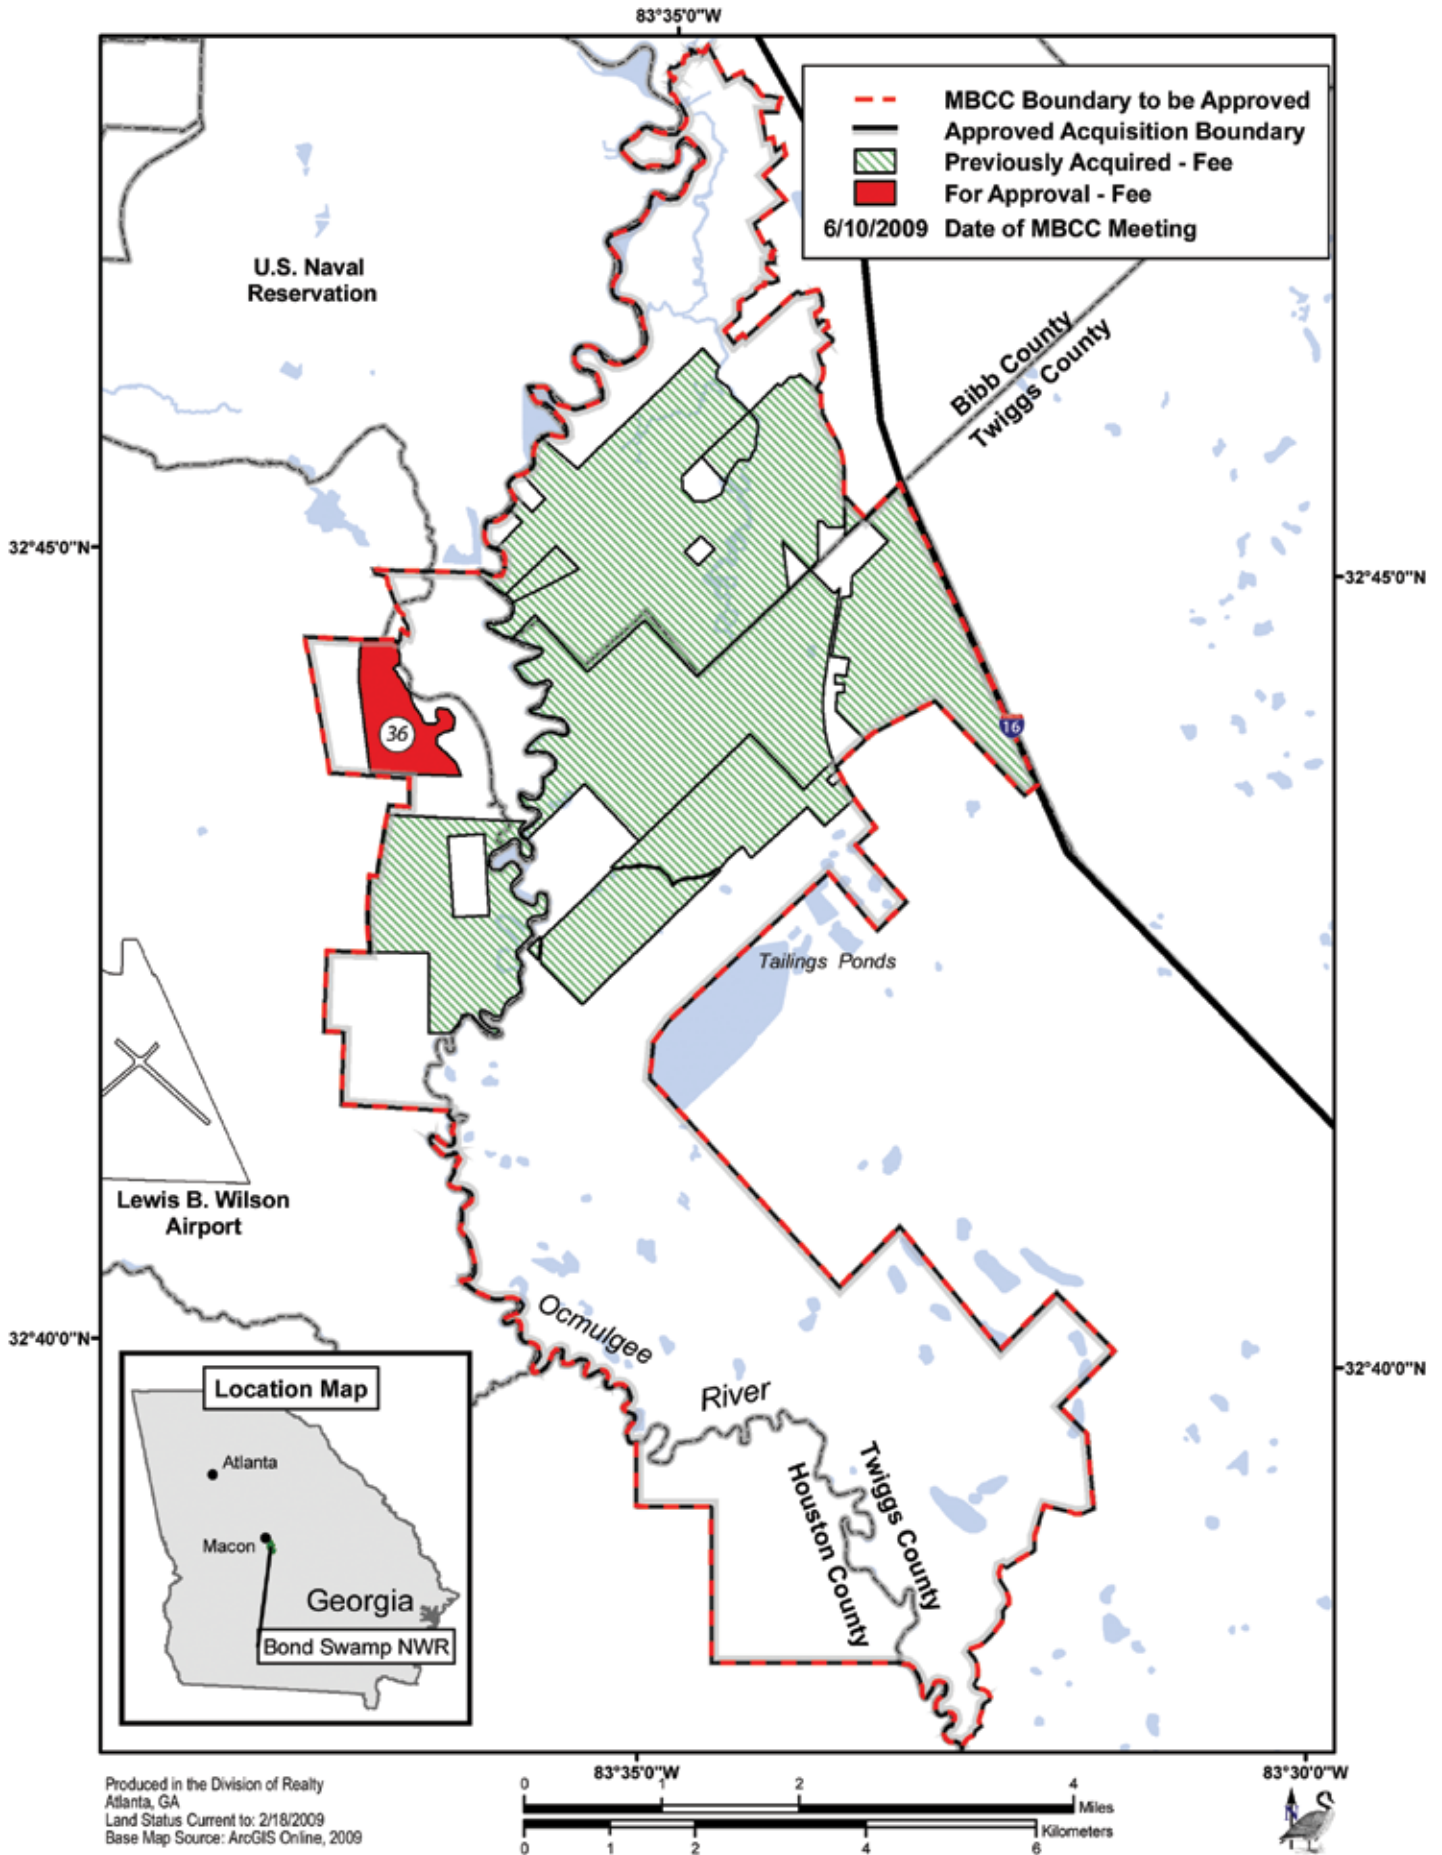 83°35'0"W
MBCC Boundary to be Approved
Approved Acquisition Boundary
Previously Acquired - Fee
For Approval - Fee
6/10/2009 Date of MBCC Meeting
U.S. Naval
Reservation
Bibb County
Twiggs County
32°45'0"N
32°45'0"N
16
36
Tailings Ponds
Lewis B. Wilson
Airport
Ocmulgee
River
32°40'0"N
32°40'0"N
Twiggs County
Houston County
Location Map
Atlanta
Macon
Georgia
Bond Swamp NWR
83°35'0"W
83°30'0"W
Produced in the Division of Realty
Atlanta, GA
Land Status Current to: 2/18/2009
Base Map Source: ArcGIS Online, 2009
0 1 2 4
Miles
Kilometers
0 1 2 4 6
N